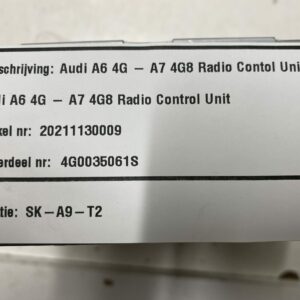 schrijving: Audi A6 4G - A7 4G8 Radio Contol Uni
i A6 4G - A7 4G8 Radio Control Unit
kel nr: 20211130009
erdeel nr: 4G0035061S
tie: SK-A9-T2